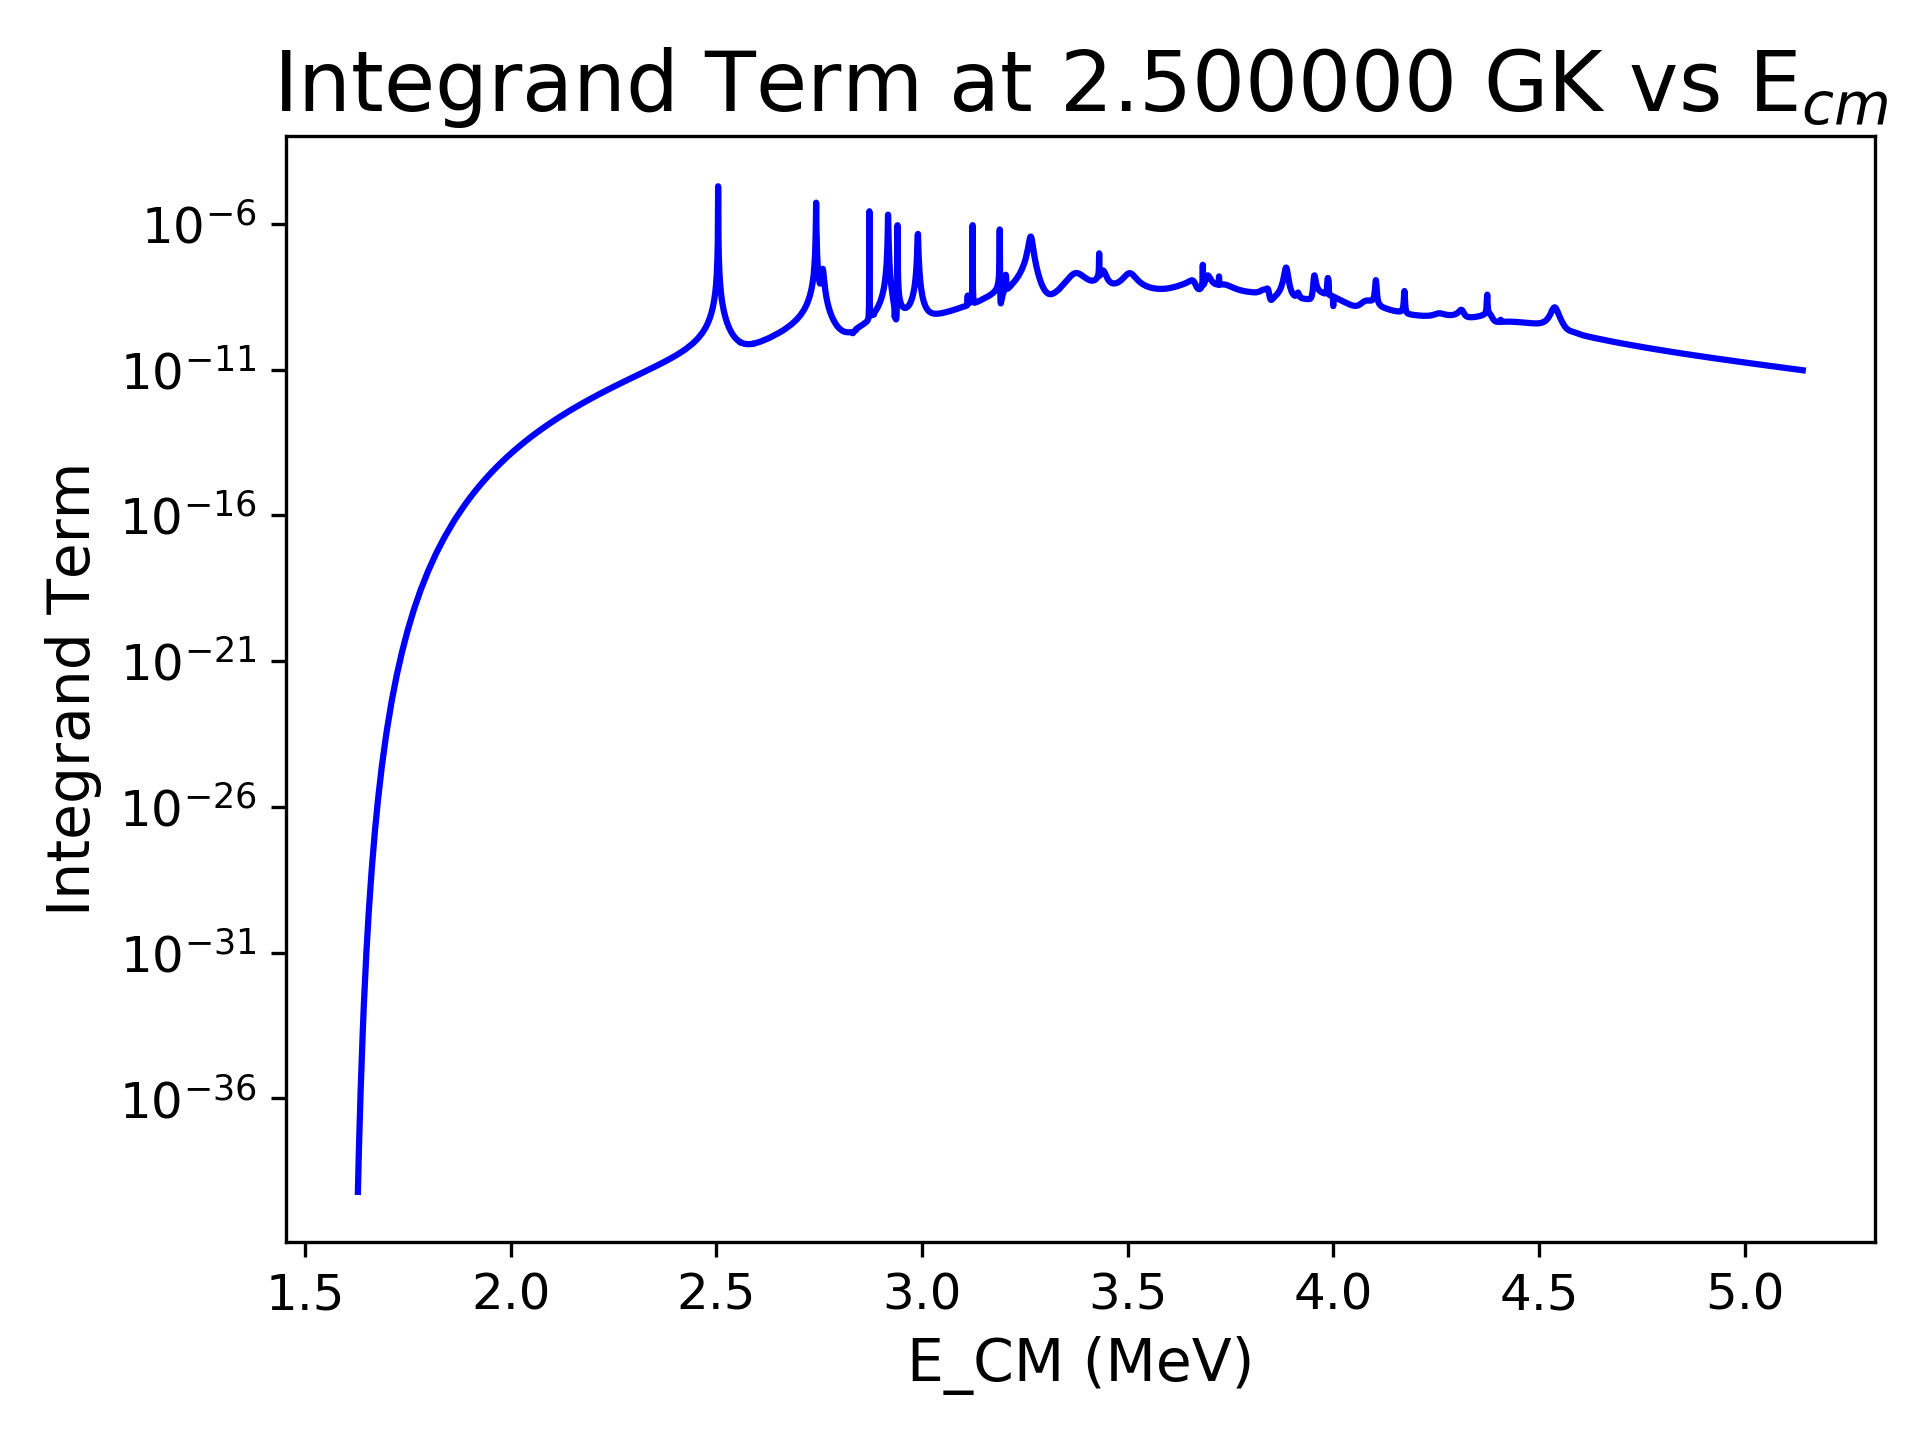 Integrand Term at 2.500000 GK vs E_{cm}
Integrand Term
10^{-6}
10^{-11}
10^{-16}
10^{-21}
10^{-26}
10^{-31}
10^{-36}
1.5 2.0 2.5 3.0 3.5 4.0 4.5 5.0
E_CM (MeV)